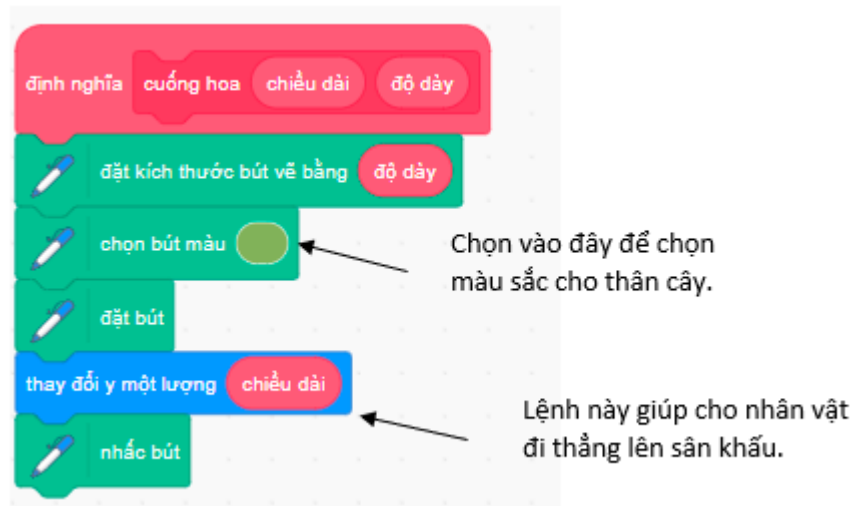 định nghĩa cuống hoa chiều dài độ dày
đặt kích thước bút vẽ bằng độ dày
chọn bút màu
Chọn vào đây để chọn
màu sắc cho thân cây.
đặt bút
thay đổi y một lượng chiều dài
Lệnh này giúp cho nhân vật
đi thẳng lên sân khấu.
nhấc bút